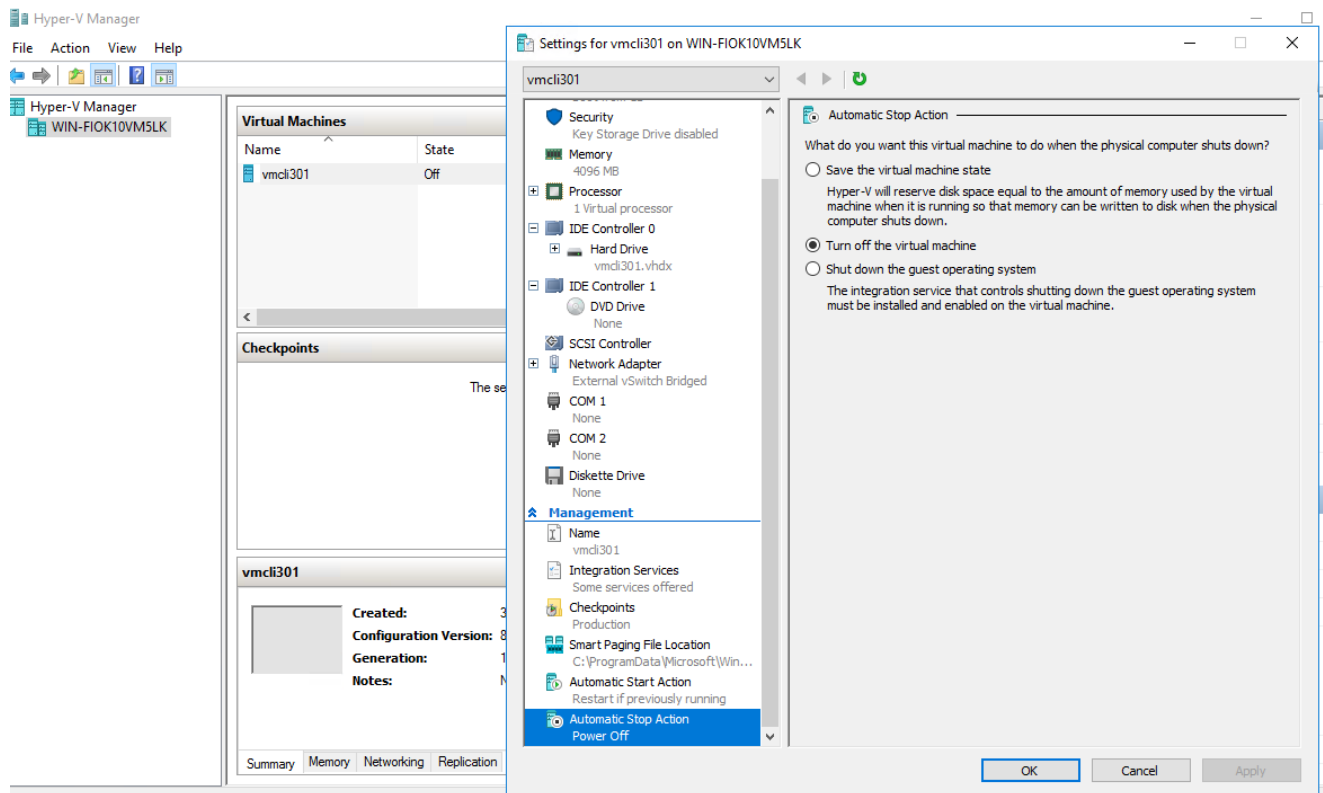 Hyper-V Manager
File Action View Help
Hyper-V Manager
WIN-FIOK10VM5LK
Virtual Machines
Name State
vmcli301 Off
Checkpoints
The se
vmcli301
Created: 3
Configuration Version: 8
Generation: 1
Notes: N
Summary Memory Networking Replication
Settings for vmcli301 on WIN-FIOK10VM5LK
vmcli301
Security
Key Storage Drive disabled
Memory
4096 MB
Processor
1 Virtual processor
IDE Controller 0
Hard Drive
vmcli301.vhdx
IDE Controller 1
DVD Drive
None
SCSI Controller
Network Adapter
External vSwitch Bridged
COM 1
None
COM 2
None
Diskette Drive
None
Management
Name
vmcli301
Integration Services
Some services offered
Checkpoints
Production
Smart Paging File Location
C:\ProgramData\Microsoft\Win...
Automatic Start Action
Restart if previously running
Automatic Stop Action
Power Off
Automatic Stop Action
What do you want this virtual machine to do when the physical computer shuts down?
Save the virtual machine state
Hyper-V will reserve disk space equal to the amount of memory used by the virtual
machine when it is running so that memory can be written to disk when the physical
computer shuts down.
Turn off the virtual machine
Shut down the guest operating system
The integration service that controls shutting down the guest operating system
must be installed and enabled on the virtual machine.
OK Cancel Apply